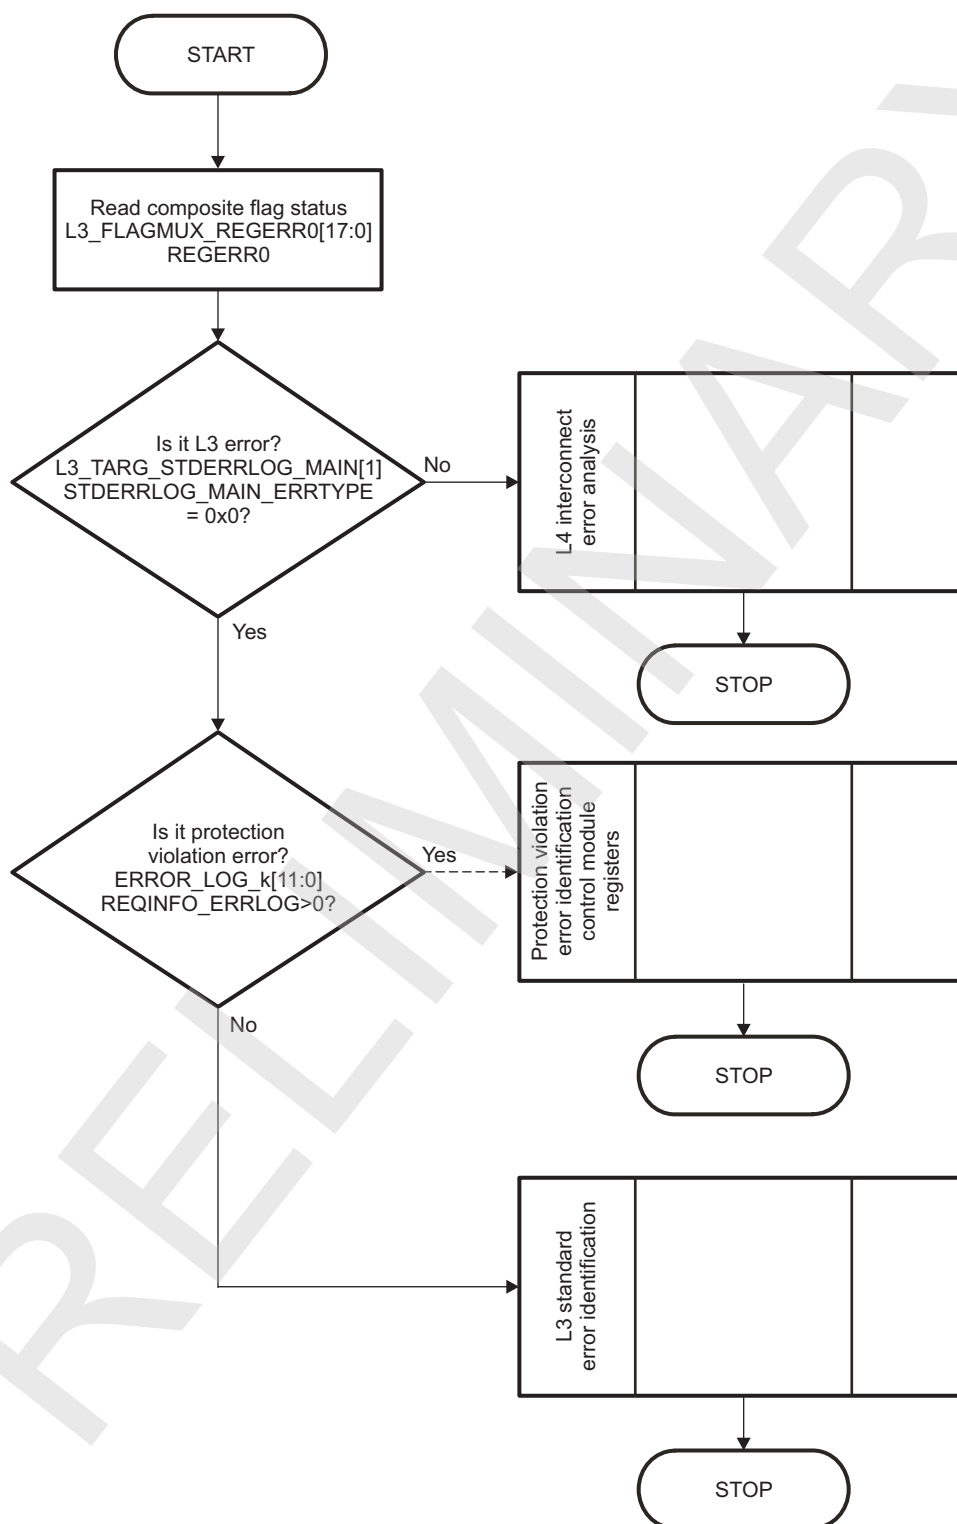 START
Read composite flag status
L3_FLAGMUX_REGERR0[17:0]
REGERR0
Is it L3 error?
L3_TARG_STDERRLOG_MAIN[1]
STDERRLOG_MAIN_ERRTYPE
= 0x0?
No
L4 interconnect
error analysis
Yes
STOP
Is it protection
violation error?
ERROR_LOG_k[11:0]
REQINFO_ERRLOG>0?
Yes
Protection violation
error identification
control module
registers
No
STOP
L3 standard
error identification
STOP
RELIMINARY